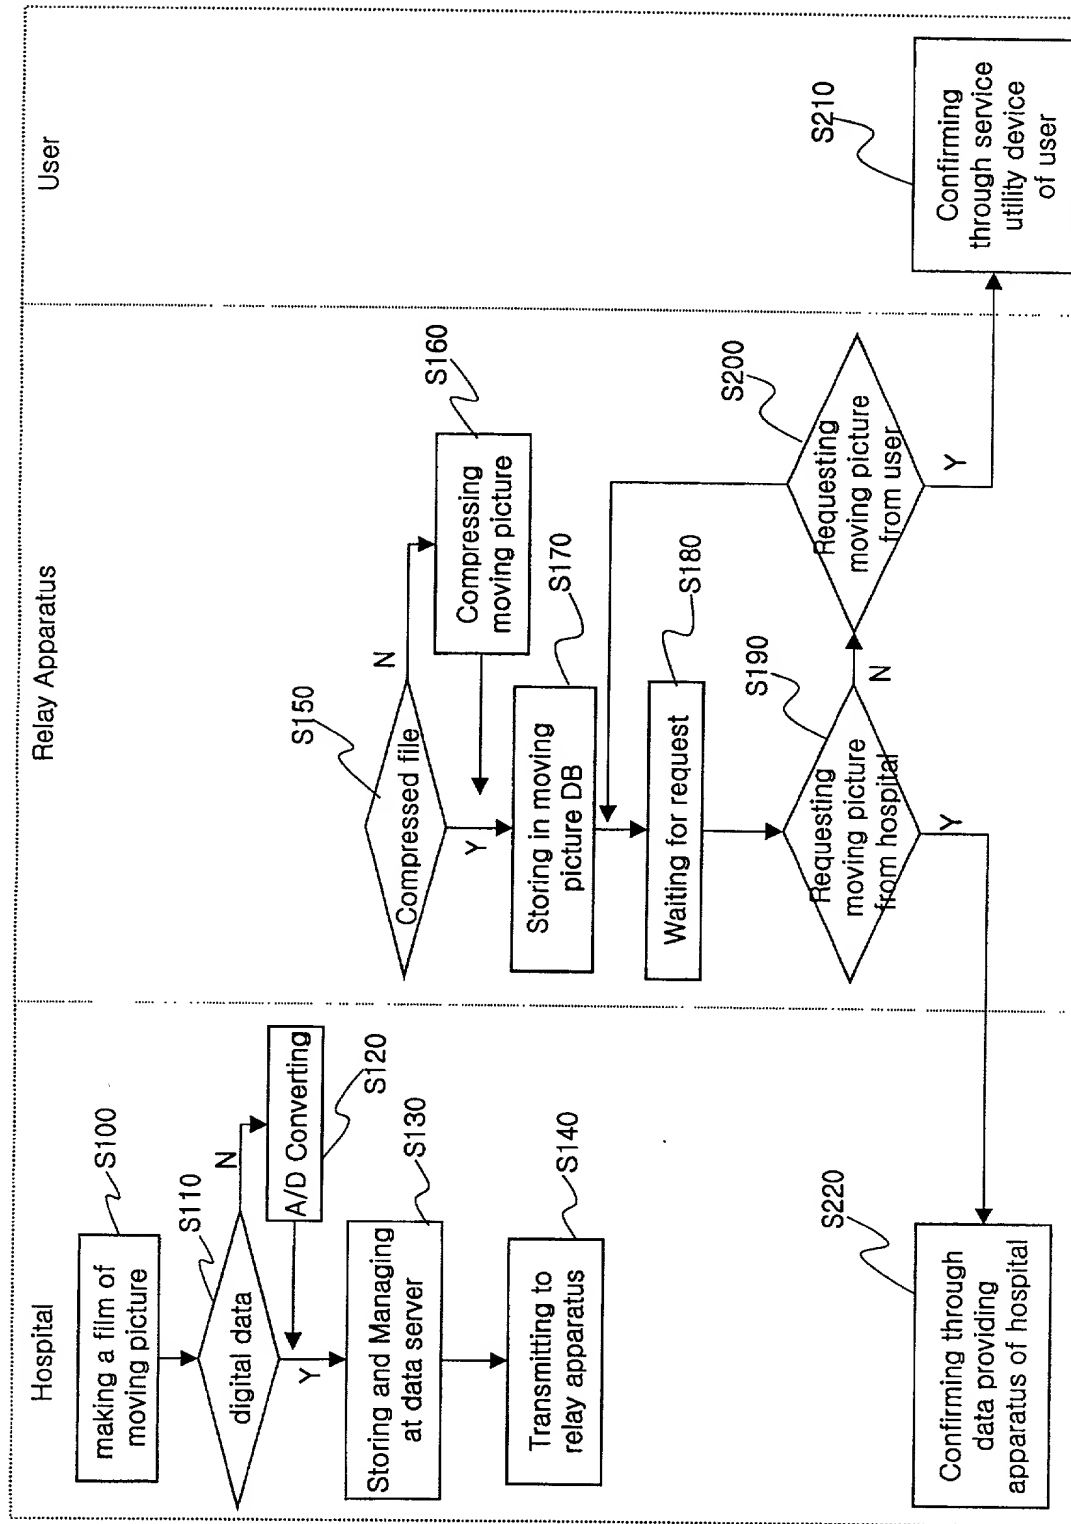 Hospital
Relay Apparatus
User
making a film of
moving picture
S100
digital data
S110
N
Y
A/D Converting
S120
Storing and Managing
at data server
S130
Transmitting to
relay apparatus
S140
Compressed file
S150
N
Y
Compressing
moving picture
S160
Storing in moving
picture DB
S170
Waiting for request
S180
Requesting
moving picture
from hospital
S190
N
Y
Requesting
moving picture
from user
S200
Y
Confirming
through service
utility device
of user
S210
Confirming through
data providing
apparatus of hospital
S220